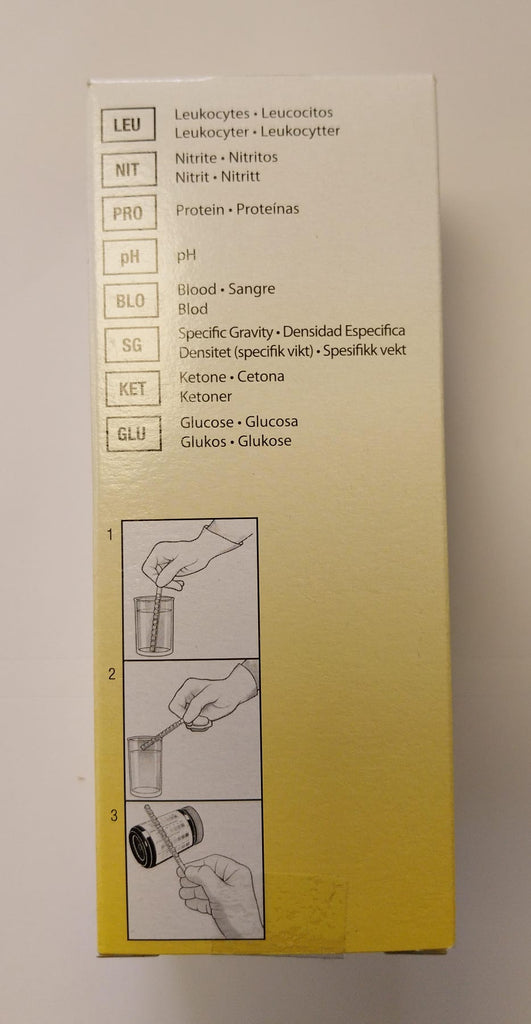 LEU Leukocytes • Leucocitos
Leukocyter • Leukocytter
NIT Nitrite • Nitritos
Nitrit • Nitritt
PRO Protein • Proteínas
pH pH
BLO Blood • Sangre
Blod
SG Specific Gravity • Densidad Especifica
Densitet (specifik vikt) • Spesifikk vekt
KET Ketone • Cetona
Ketoner
GLU Glucose • Glucosa
Glukos • Glukose
1
2
3